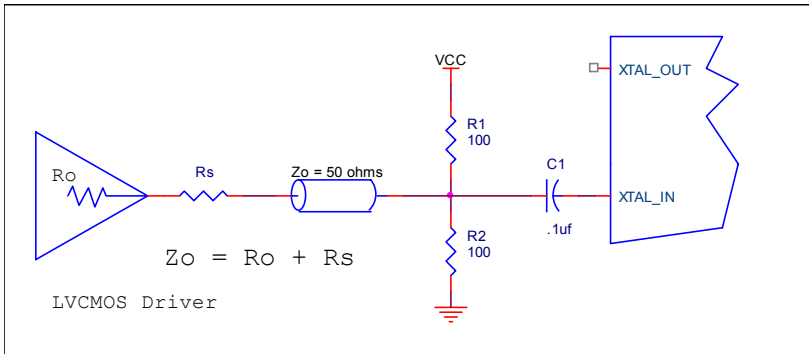 VCC
XTAL_OUT
R1
100
Ro
Rs
Zo = 50 ohms
C1
XTAL_IN
.1uf
R2
100
Zo = Ro + Rs
LVCMOS Driver